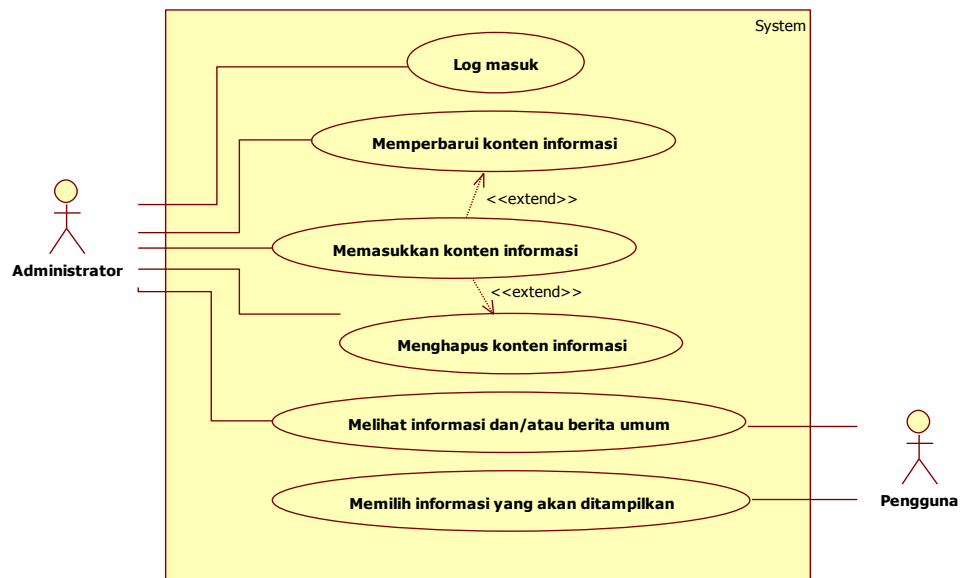 System
Log masuk
Memperbarui konten informasi
<<extend>>
Memasukkan konten informasi
Administrator
<<extend>>
Menghapus konten informasi
Melihat informasi dan/atau berita umum
Memilih informasi yang akan ditampilkan
Pengguna